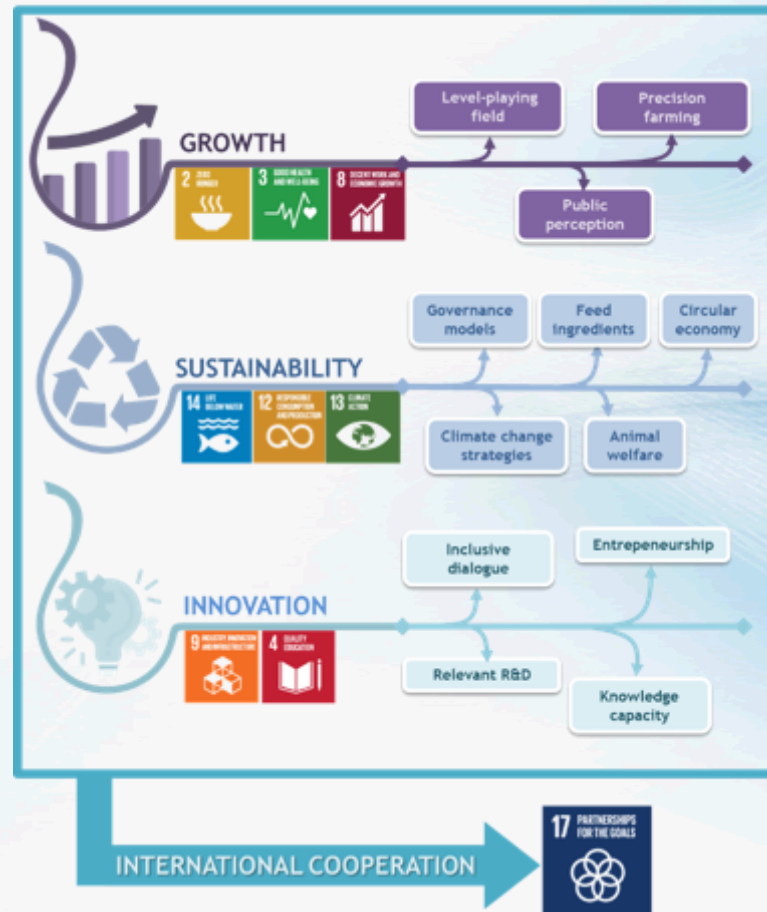 Level-playing
field
Precision
farming
GROWTH
2 ZERO
HUNGER
3 GOOD HEALTH
AND WELL-BEING
8 DECENT WORK AND
ECONOMIC GROWTH
Public
perception
Governance
models
Feed
ingredients
Circular
economy
SUSTAINABILITY
14 LIFE
BELOW WATER
12 RESPONSIBLE
CONSUMPTION
AND PRODUCTION
13 CLIMATE
ACTION
Climate change
strategies
Animal
welfare
Inclusive
dialogue
Entrepeneurship
INNOVATION
9 INDUSTRY, INNOVATION
AND INFRASTRUCTURE
4 QUALITY
EDUCATION
Relevant R&D
Knowledge
capacity
17 PARTNERSHIPS
FOR THE GOALS
INTERNATIONAL COOPERATION